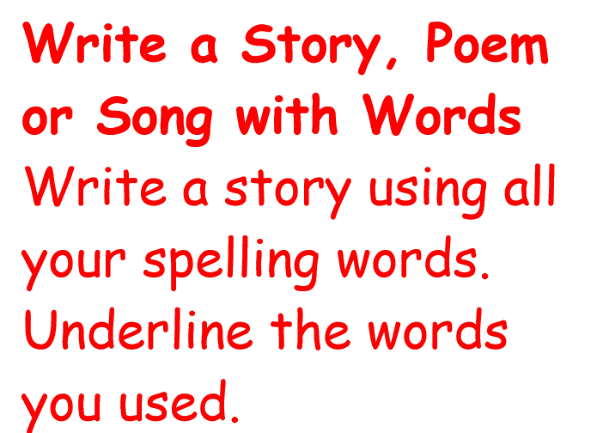 Write a Story, Poem
or Song with Words
Write a story using all
your spelling words.
Underline the words
you used.